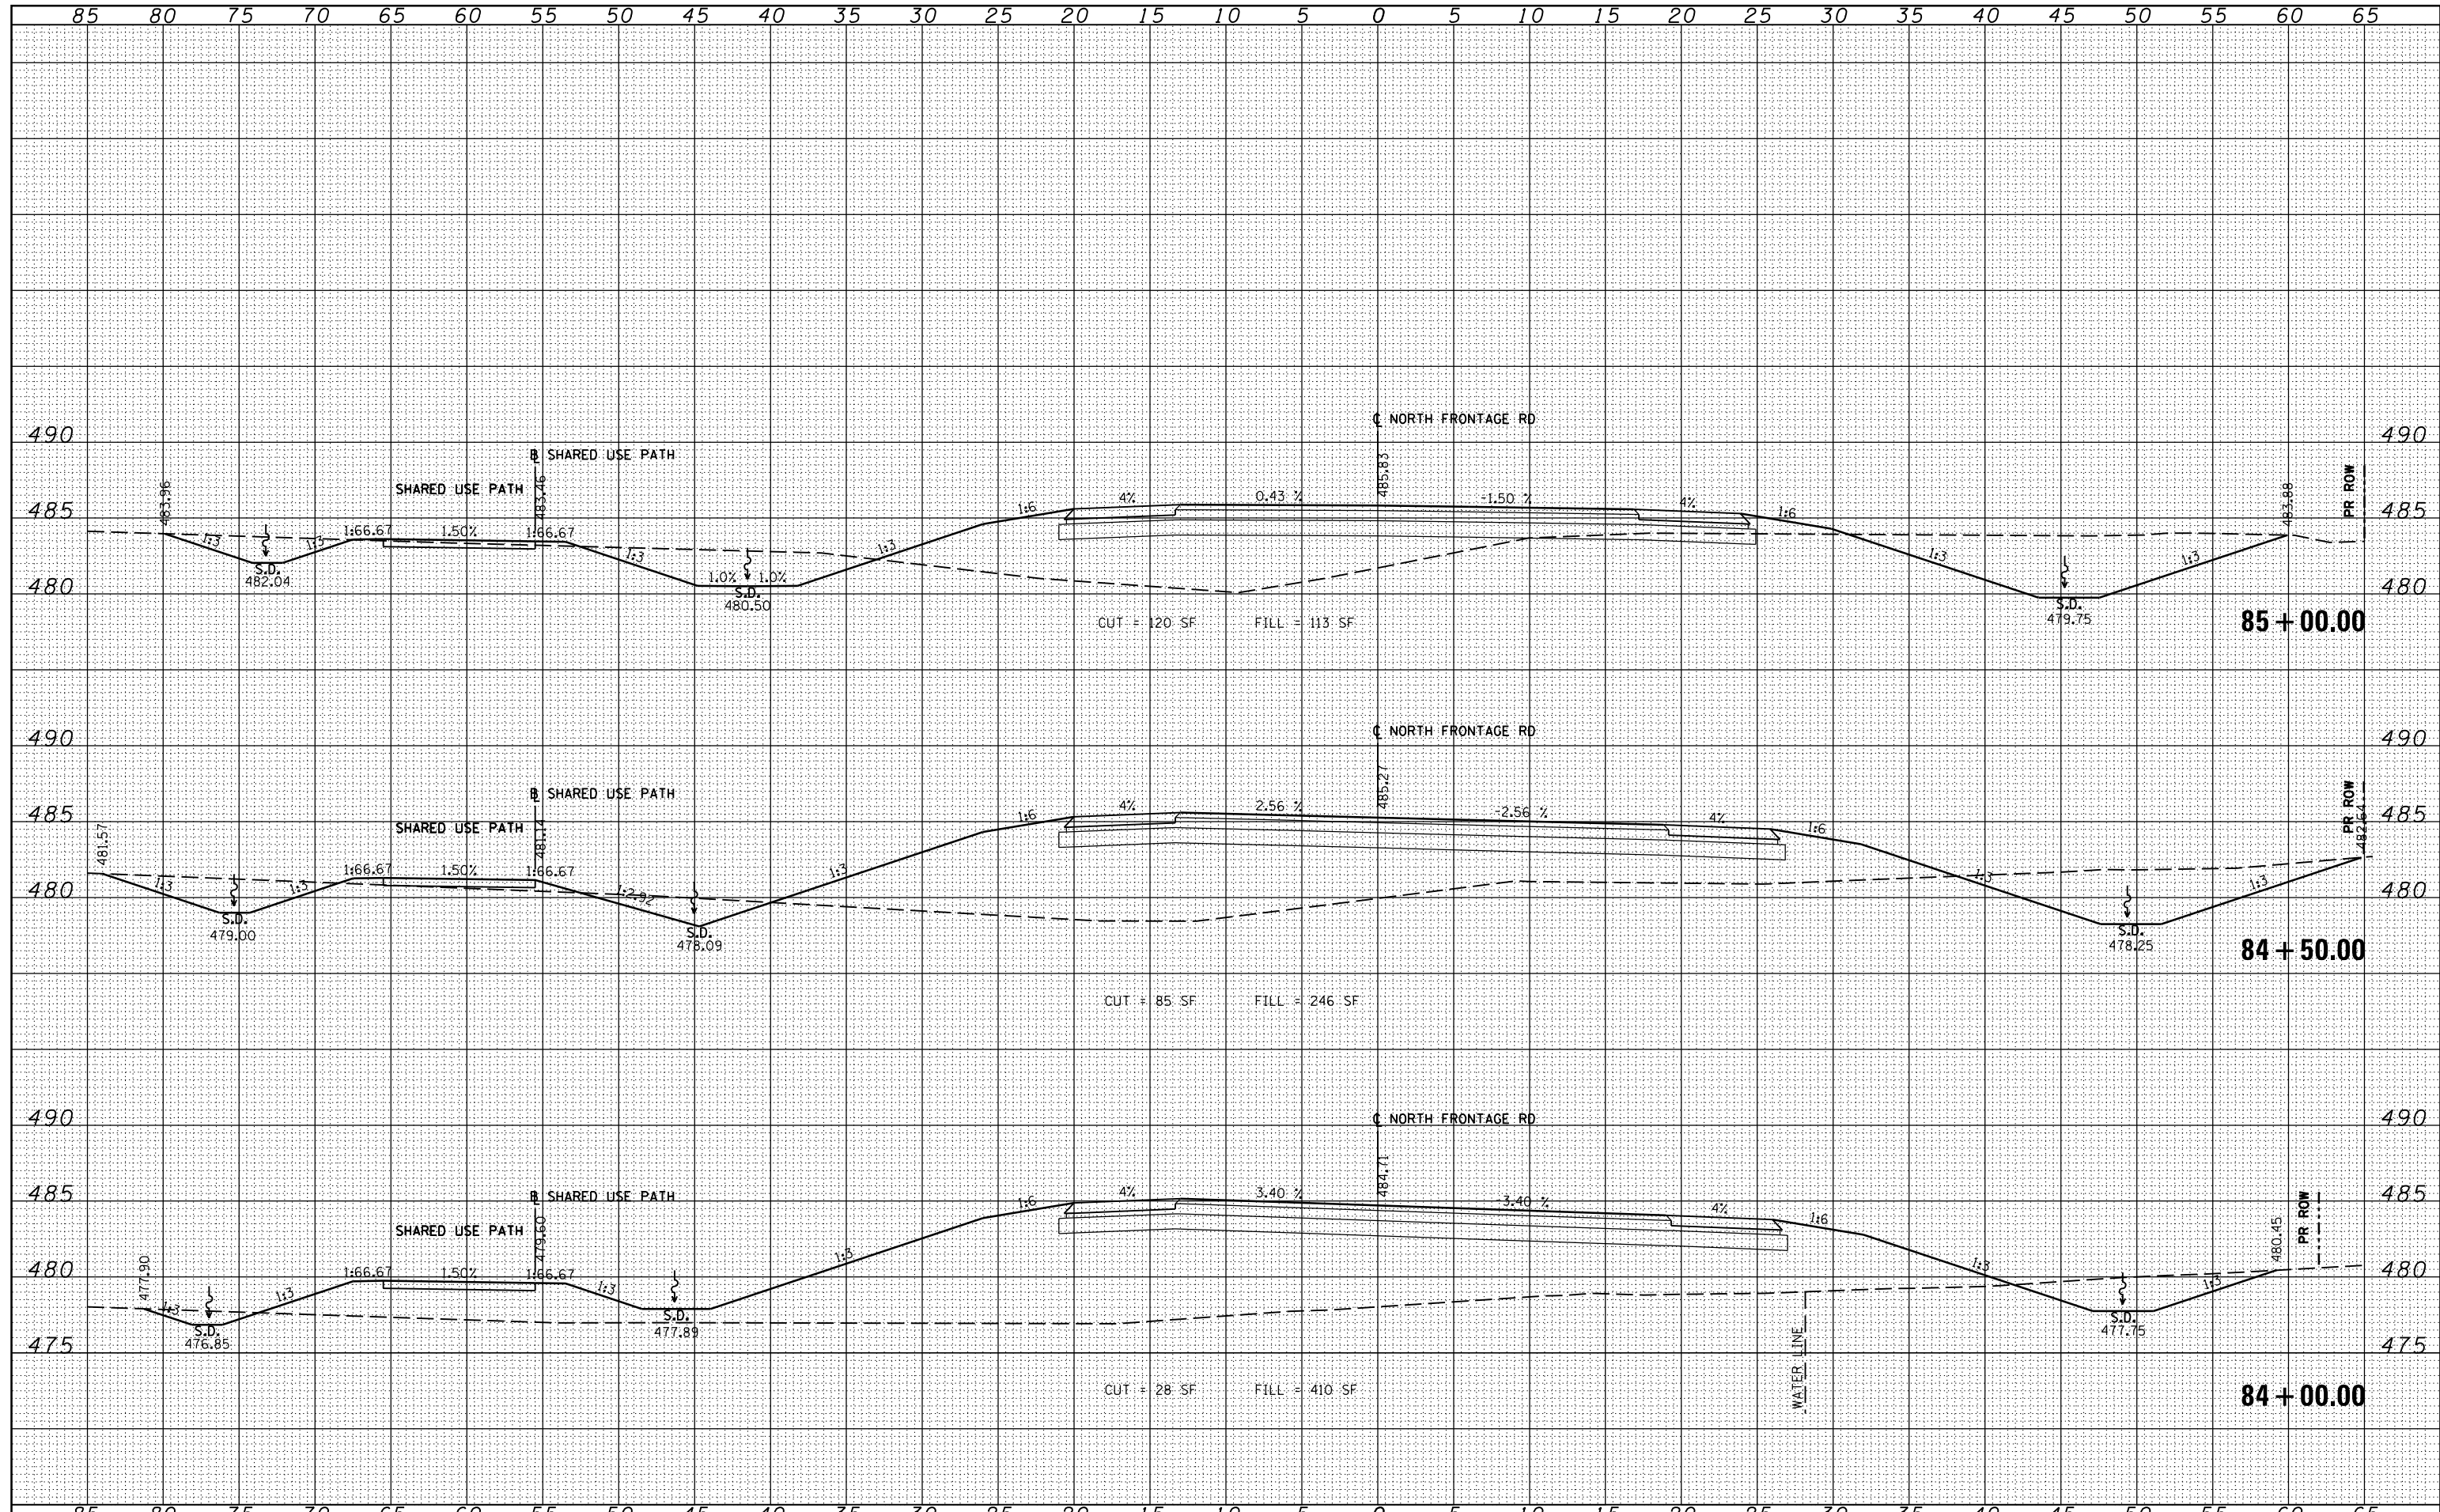 85 80 75 70 65 60 55 50 45 40 35 30 25 20 15 10 5 0 5 10 15 20 25 30 35 40 45 50 55 60 65
℄ NORTH FRONTAGE RD
490 490
B SHARED USE PATH
SHARED USE PATH
483.96
483.46
485.83
483.88
PR ROW
485 485
1:3 1:3 1:66.67 1.50% 1:66.67 1:3 1.0% 1.0% 1:3 1:6 4% 0.43 % -1.50 % 4% 1:6 1:3 1:3
S.D.
482.04
S.D.
480.50
S.D.
479.75
480 480
CUT = 120 SF FILL = 113 SF
85+00.00
℄ NORTH FRONTAGE RD
490 490
B SHARED USE PATH
SHARED USE PATH
481.57
481.14
485.27
PR ROW
482.64
485 485
1:3 1:3 1:66.67 1.50% 1:66.67 1:2.92 1:3 1:6 4% 2.56 % -2.56 % 4% 1:6 1:3 1:3
480 480
S.D.
479.00
S.D.
478.09
S.D.
478.25
84+50.00
CUT = 85 SF FILL = 246 SF
℄ NORTH FRONTAGE RD
490 490
B SHARED USE PATH
SHARED USE PATH
477.90
479.60
484.71
480.45
PR ROW
485 485
1:3 1:3 1:66.67 1.50% 1:66.67 1:3 1:3 1:6 4% 3.40 % -3.40 % 4% 1:6 1:3 1:3
480 480
S.D.
476.85
S.D.
477.89
S.D.
477.75
475 475
WATER LINE
CUT = 28 SF FILL = 410 SF
84+00.00
85 80 75 70 65 60 55 50 45 40 35 30 25 20 15 10 5 0 5 10 15 20 25 30 35 40 45 50 55 60 65